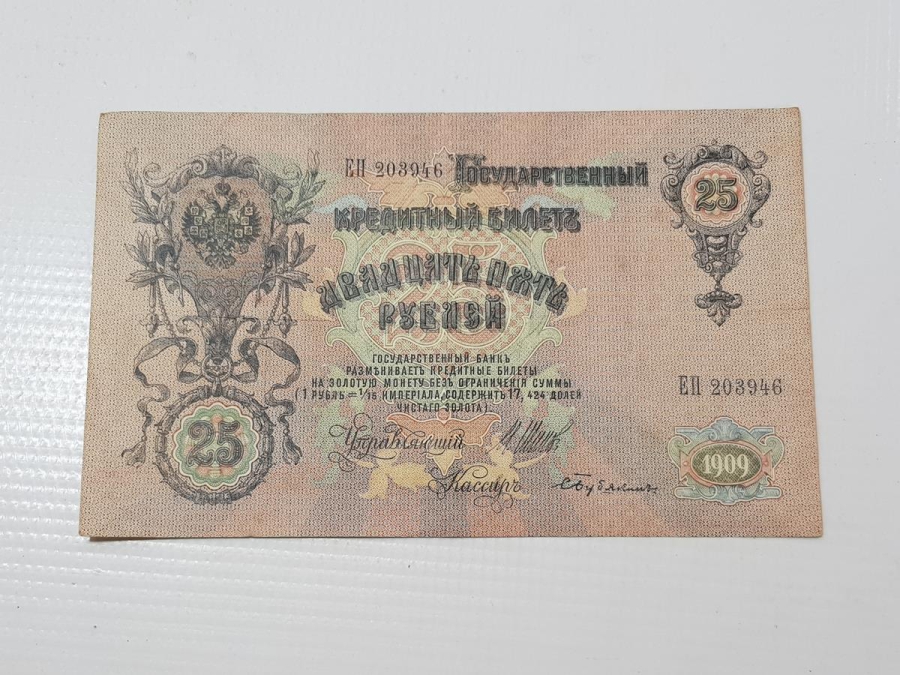 ЕП 203946 Государственный
25
КРЕДИТНЫЙ БИЛЕТЪ
ДВАДЦАТЬ ПЯТЬ
РУБЛЕЙ
ГОСУДАРСТВЕННЫЙ БАНКЪ
РАЗМѢНИВАЕТЪ КРЕДИТНЫЕ БИЛЕТЫ
НА ЗОЛОТУЮ МОНЕТУ БЕЗЪ ОГРАНИЧЕНІЯ СУММЫ
(1 РУБЛЬ = 1/15 ИМПЕРІАЛА, СОДЕРЖИТЪ 17,424 ДОЛЕЙ
ЧИСТАГО ЗОЛОТА).
ЕП 203946
25
Управляющій
Кассиръ
1909